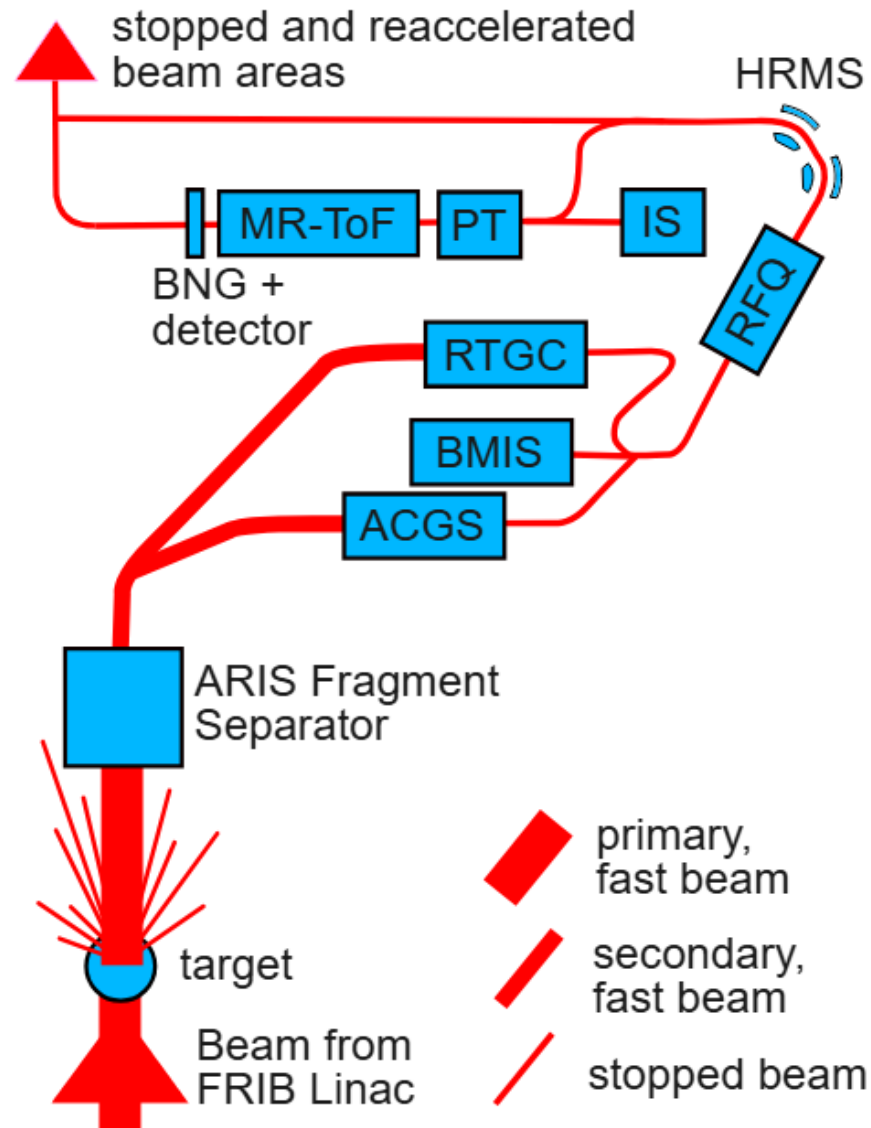 stopped and reaccelerated
beam areas
HRMS
MR-ToF
PT
IS
BNG +
detector
RFQ
RTGC
BMIS
ACGS
ARIS Fragment
Separator
primary,
fast beam
target
secondary,
fast beam
Beam from
FRIB Linac
stopped beam